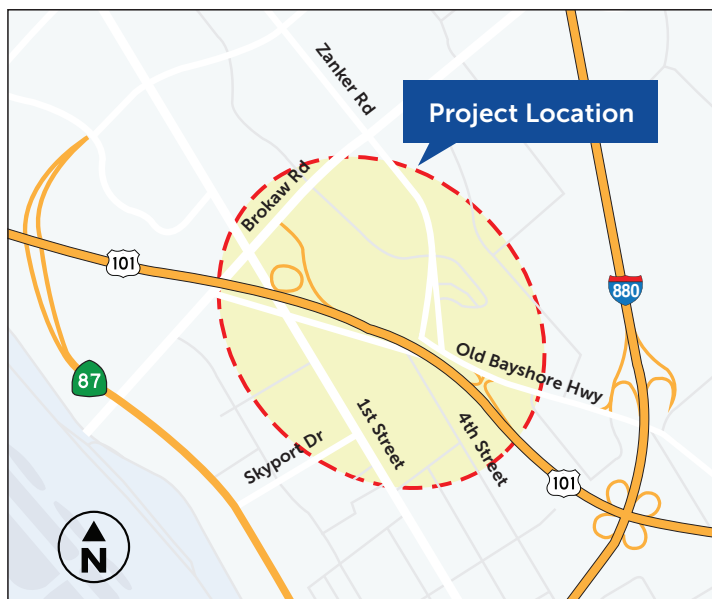 Zanker Rd
Project Location
Brokaw Rd
101
880
87
Old Bayshore Hwy
1st Street
4th Street
Skyport Dr
101
N